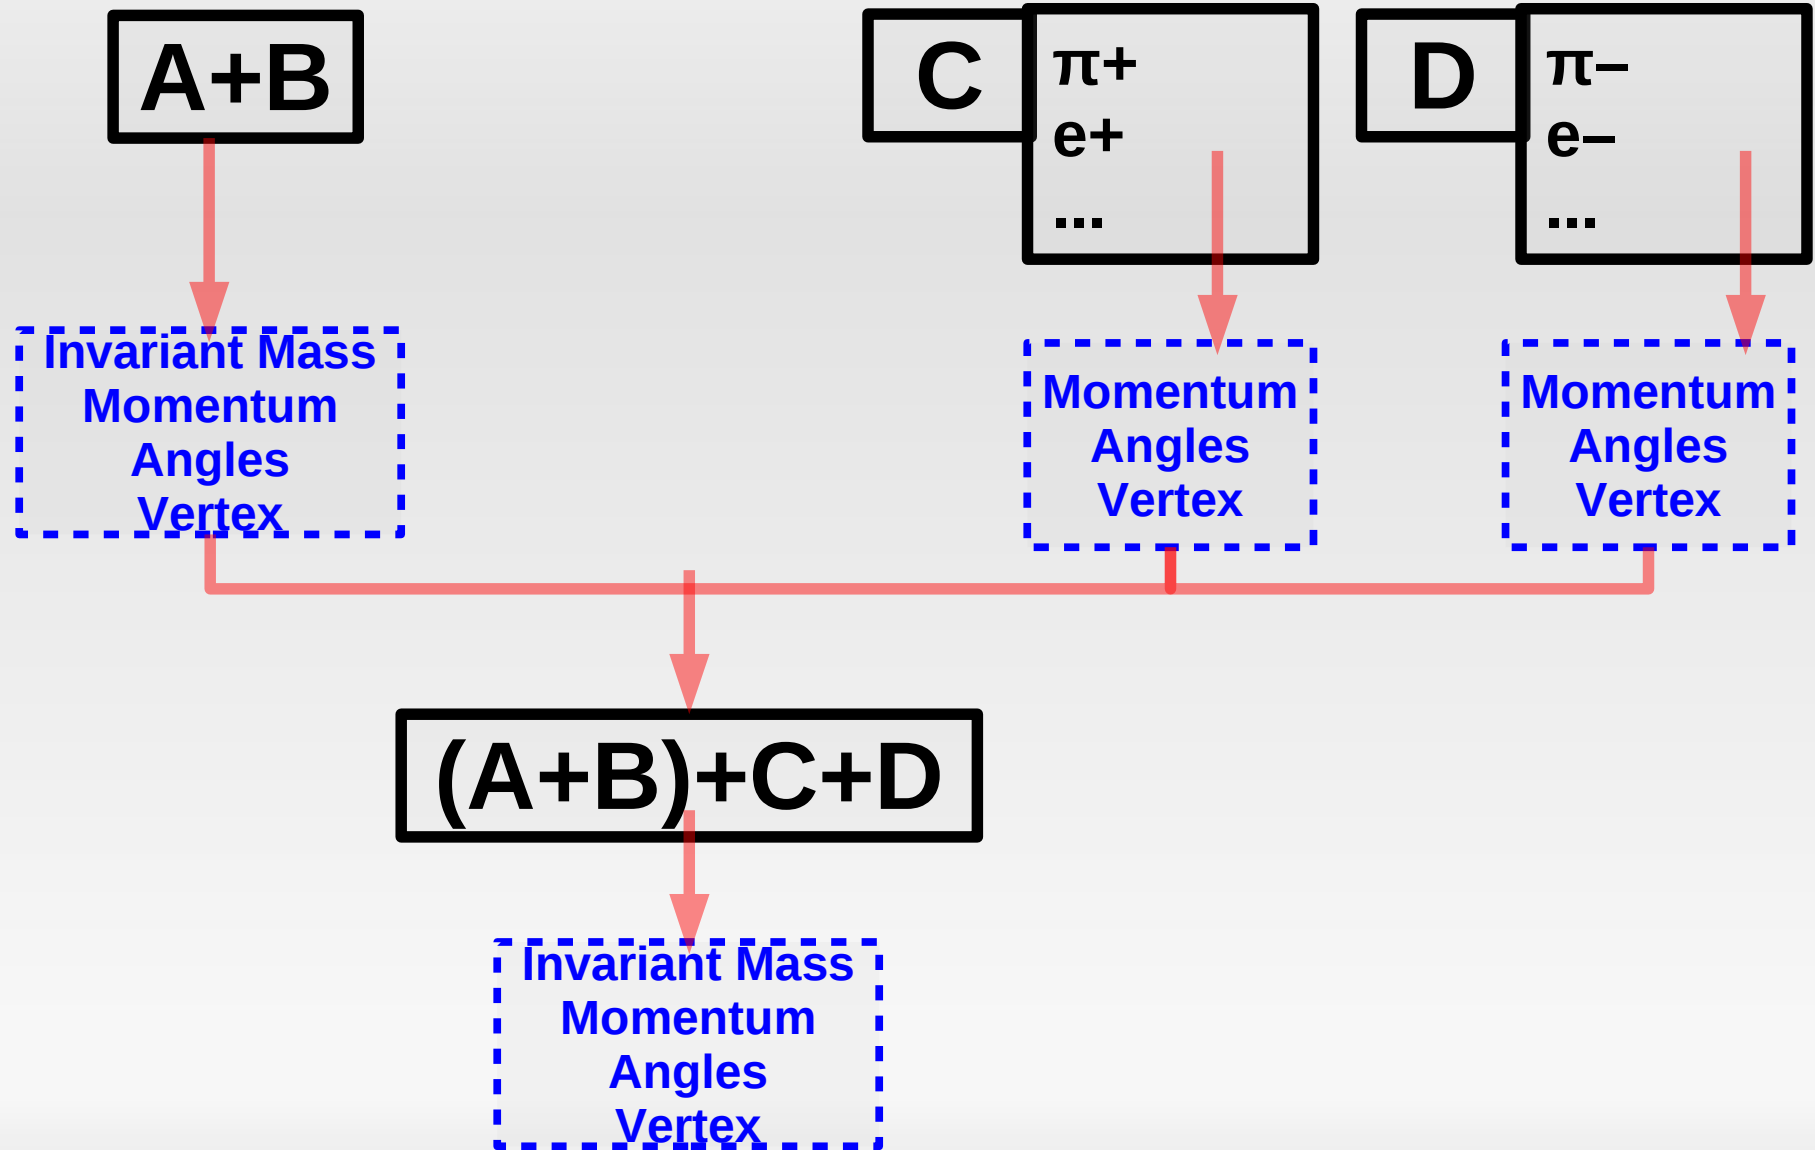 A+B
C
π+
e+
...
D
π–
e–
...
Invariant Mass
Momentum
Angles
Vertex
Momentum
Angles
Vertex
Momentum
Angles
Vertex
(A+B)+C+D
Invariant Mass
Momentum
Angles
Vertex